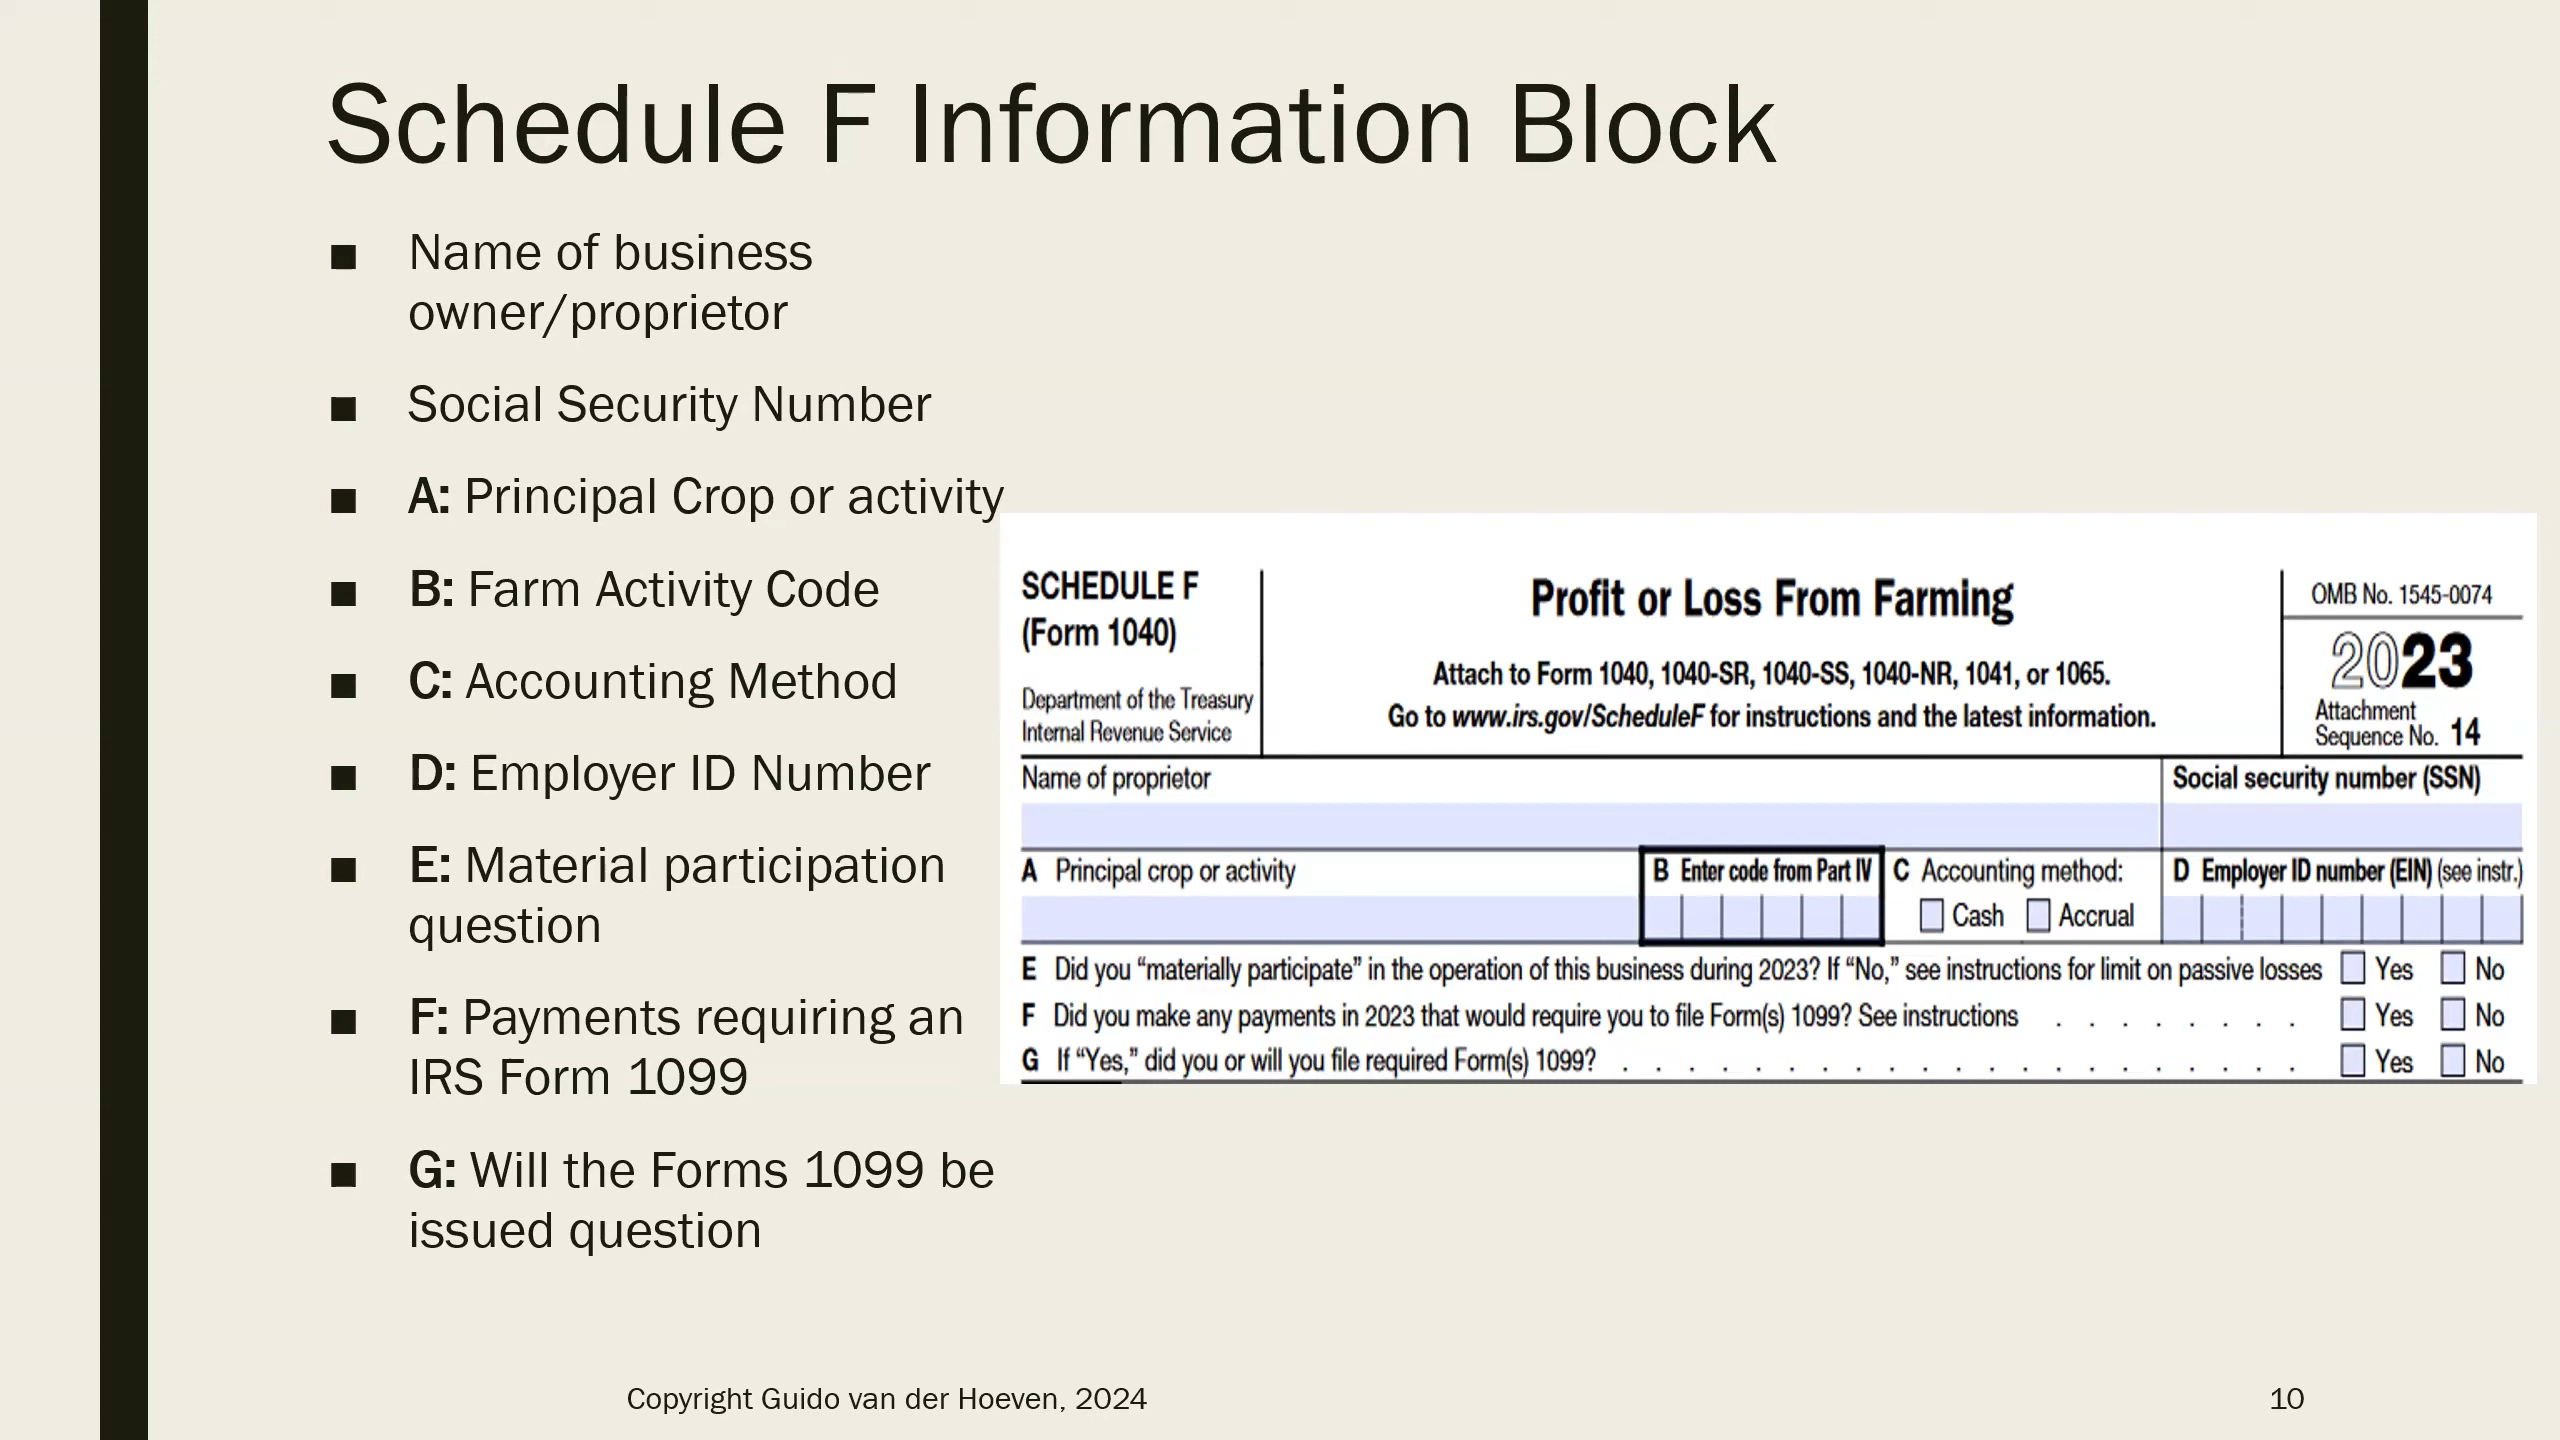 Schedule F Information Block
■ Name of business
owner/proprietor
■ Social Security Number
■ A: Principal Crop or activity
■ B: Farm Activity Code
■ C: Accounting Method
■ D: Employer ID Number
■ E: Material participation
question
■ F: Payments requiring an
IRS Form 1099
■ G: Will the Forms 1099 be
issued question
SCHEDULE F
(Form 1040)
Department of the Treasury
Internal Revenue Service
Profit or Loss From Farming
Attach to Form 1040, 1040-SR, 1040-SS, 1040-NR, 1041, or 1065.
Go to www.irs.gov/ScheduleF for instructions and the latest information.
OMB No. 1545-0074
2023
Attachment
Sequence No. 14
Name of proprietor
Social security number (SSN)
A Principal crop or activity
B Enter code from Part IV
C Accounting method:
Cash Accrual
D Employer ID number (EIN) (see instr.)
E Did you “materially participate” in the operation of this business during 2023? If “No,” see instructions for limit on passive losses Yes No
F Did you make any payments in 2023 that would require you to file Form(s) 1099? See instructions . . . . . . . Yes No
G If “Yes,” did you or will you file required Form(s) 1099? . . . . . . . . . . . . . . . . . . . . . Yes No
Copyright Guido van der Hoeven, 2024
10